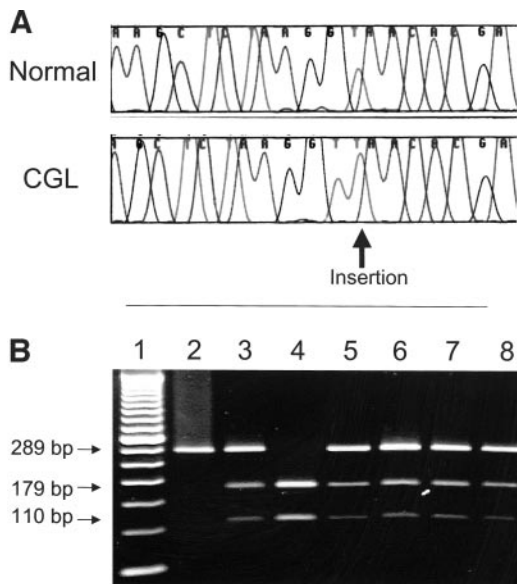 A
A A G C T C T A A G G T A A C A C G A
Normal
A G C T C T A A G G T T A A C A C G A
CGL
Insertion
B
1 2 3 4 5 6 7 8
289 bp
179 bp
110 bp